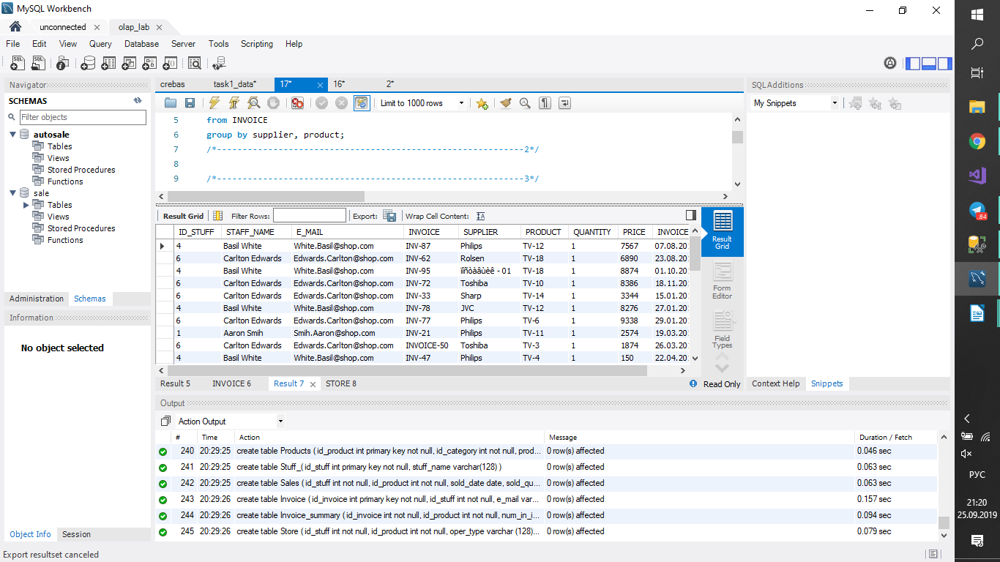 MySQL Workbench
unconnected
olap_lab
File Edit View Query Database Server Tools Scripting Help
Navigator
SCHEMAS
Filter objects
autosale
Tables
Views
Stored Procedures
Functions
sale
Tables
Views
Stored Procedures
Functions
Administration Schemas
Information
No object selected
Object Info Session
crebas task1_data* 17* 16* 2*
Limit to 1000 rows
5 from INVOICE
6 group by supplier, product;
7 /*------------------------------------------------------------2*/
8
9 /*------------------------------------------------------------3*/
Result Grid Filter Rows: Export: Wrap Cell Content: IA
ID_STUFF STAFF_NAME E_MAIL INVOICE SUPPLIER PRODUCT QUANTITY PRICE INVOICE
4 Basil White White.Basil@shop.com INV-87 Philips TV-12 1 7567 07.08.20
6 Carlton Edwards Edwards.Carlton@shop.com INV-62 Rolsen TV-18 1 6890 23.08.20
4 Basil White White.Basil@shop.com INV-95 ïîñòàâùèê - 01 TV-18 1 8874 01.10.20
6 Carlton Edwards Edwards.Carlton@shop.com INV-72 Toshiba TV-10 1 8386 18.11.20
6 Carlton Edwards Edwards.Carlton@shop.com INV-33 Sharp TV-14 1 3344 15.01.20
4 Basil White White.Basil@shop.com INV-78 JVC TV-12 1 8276 27.01.20
6 Carlton Edwards Edwards.Carlton@shop.com INV-77 Philips TV-6 1 9338 29.01.20
1 Aaron Smih Smih.Aaron@shop.com INV-21 Philips TV-11 1 2574 19.03.20
6 Carlton Edwards Edwards.Carlton@shop.com INVOICE-50 Toshiba TV-3 1 1874 26.03.20
4 Basil White White.Basil@shop.com INV-47 Philips TV-4 1 150 22.04.20
Result Grid
Form Editor
Field Types
Result 5 INVOICE 6 Result 7 STORE 8
Read Only
SQLAdditions
My Snippets
Context Help Snippets
Output
Action Output
# Time Action Message Duration / Fetch
240 20:29:25 create table Products ( id_product int primary key not null, id_category int not null, prod... 0 row(s) affected 0.046 sec
241 20:29:25 create table Stuff_( id_stuff int primary key not null, stuff_name varchar(128) ) 0 row(s) affected 0.063 sec
242 20:29:25 create table Sales ( id_stuff int not null, id_product int not null, sold_date date, sold_qu... 0 row(s) affected 0.063 sec
243 20:29:26 create table Invoice ( id_invoice int primary key not null, id_stuff int not null, e_mail var... 0 row(s) affected 0.157 sec
244 20:29:26 create table Invoice_summary ( id_invoice int not null, id_product int not null, num_in_i... 0 row(s) affected 0.094 sec
245 20:29:26 create table Store ( id_stuff not null, id_product int not null, oper_type varchar (128)... 0 row(s) affected 0.079 sec
Export resultset canceled
84
РУС
21:20
25.09.2019